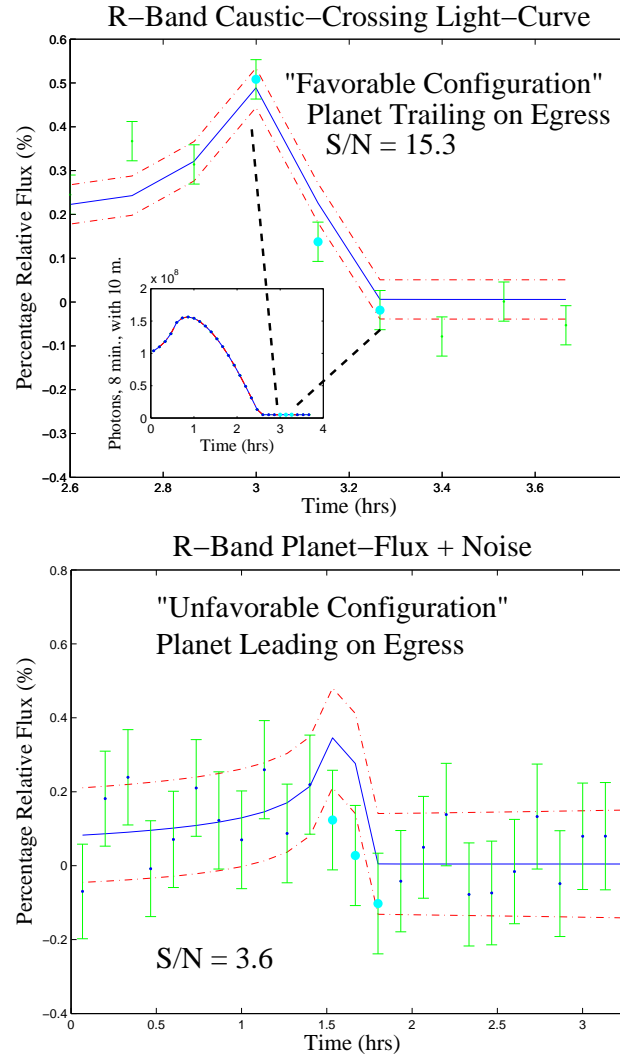 R−Band Caustic−Crossing Light−Curve
0.6
0.5
0.4
0.3
0.2
0.1
0
−0.1
−0.2
−0.3
−0.4
Percentage Relative Flux (%)
"Favorable Configuration"
Planet Trailing on Egress
S/N = 15.3
x 10^8
2
1.5
1
0.5
0
Photons, 8 min., with 10 m.
0 1 2 3 4
Time (hrs)
2.6 2.8 3 3.2 3.4 3.6
Time (hrs)
R−Band Planet−Flux + Noise
0.8
0.6
0.4
0.2
0
−0.2
−0.4
Percentage Relative Flux (%)
"Unfavorable Configuration"
Planet Leading on Egress
S/N = 3.6
0 0.5 1 1.5 2 2.5 3
Time (hrs)